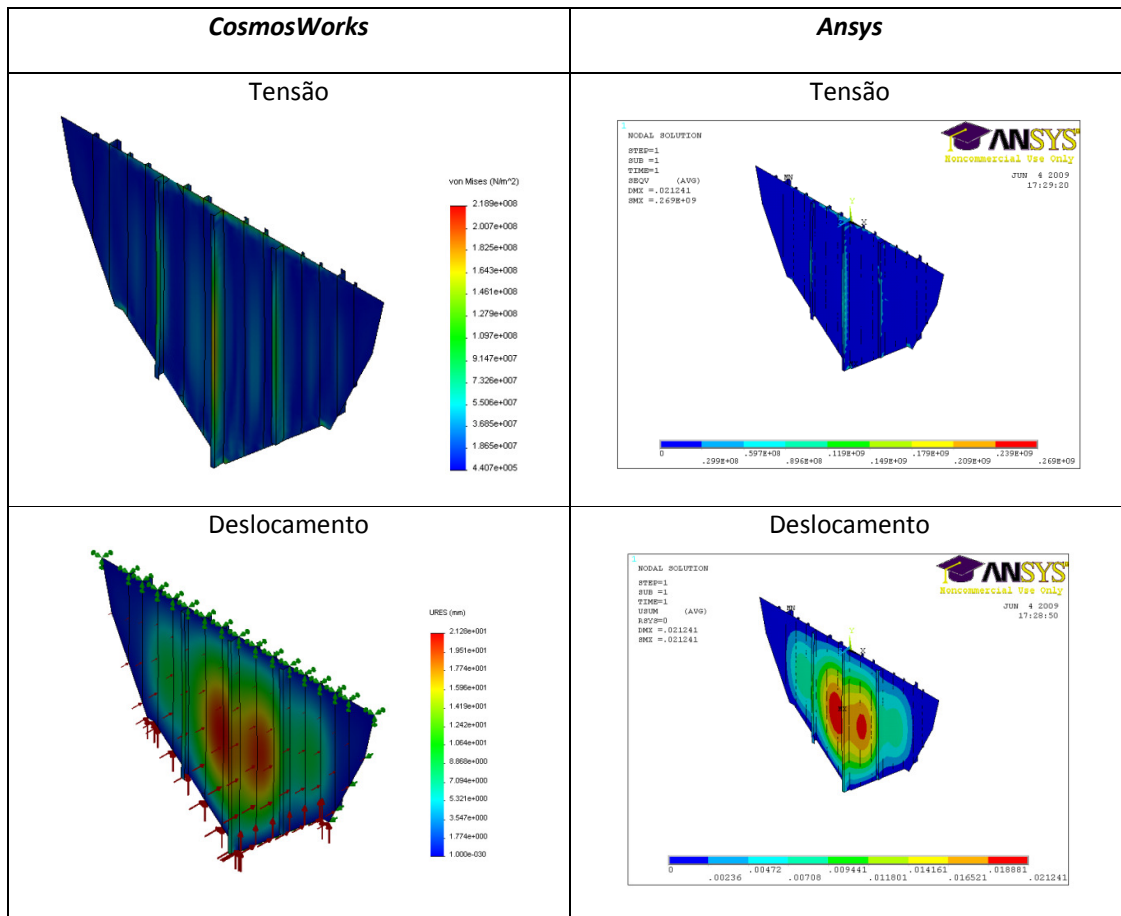 CosmosWorks
Ansys
Tensão
von Mises (N/m^2)
2.189e+008
2.007e+008
1.825e+008
1.643e+008
1.461e+008
1.279e+008
1.097e+008
9.147e+007
7.326e+007
5.506e+007
3.685e+007
1.865e+007
4.407e+005
Tensão
1
NODAL SOLUTION
STEP=1
SUB =1
TIME=1
SEQV (AVG)
DMX =.021241
SMX =.269E+09
ANSYS
Noncommercial Use Only
JUN 4 2009
17:29:20
MN
Y
X
0 .597E+08 .119E+09 .179E+09 .239E+09
.299E+08 .896E+08 .149E+09 .209E+09 .269E+09
Deslocamento
URES (mm)
2.128e+001
1.951e+001
1.774e+001
1.596e+001
1.419e+001
1.242e+001
1.064e+001
8.868e+000
7.094e+000
5.321e+000
3.547e+000
1.774e+000
1.000e-030
Deslocamento
1
NODAL SOLUTION
STEP=1
SUB =1
TIME=1
USUM (AVG)
RSYS=0
DMX =.021241
SMX =.021241
ANSYS
Noncommercial Use Only
JUN 4 2009
17:28:50
MN
Y
X
MX
0 .00472 .009441 .014161 .018881
.00236 .00708 .011801 .016521 .021241